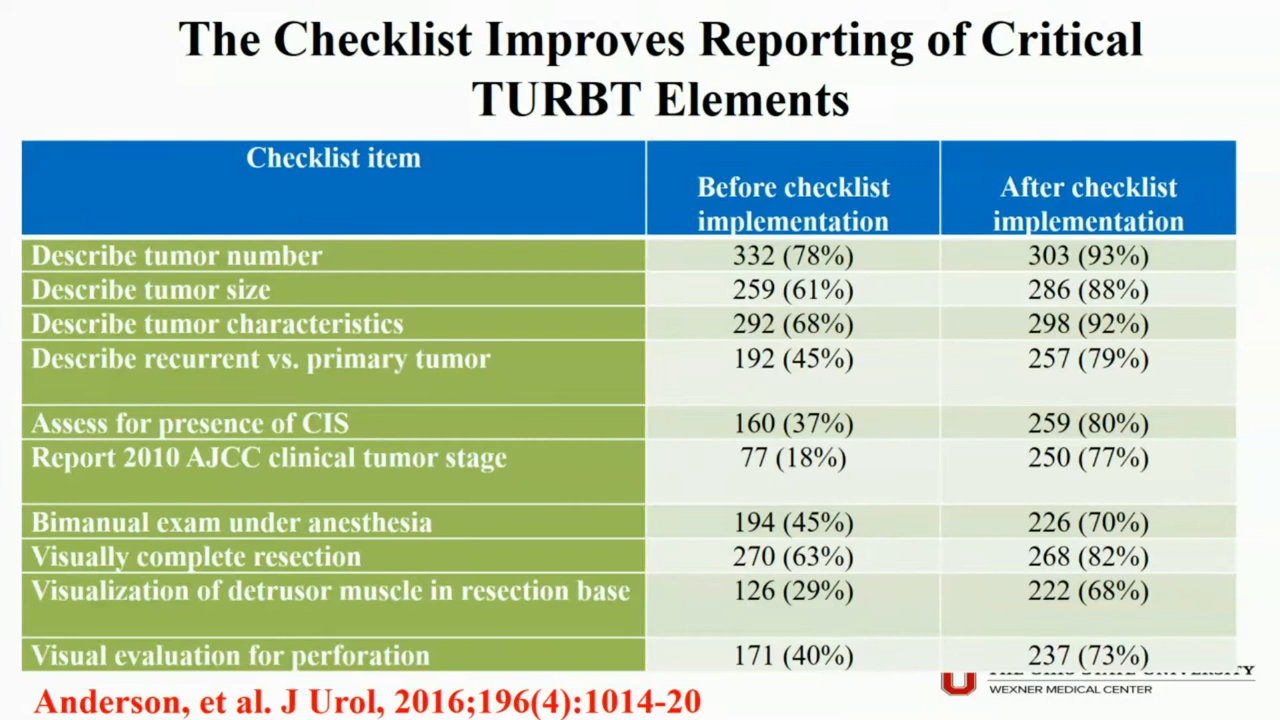 The Checklist Improves Reporting of Critical
TURBT Elements
Checklist item
Before checklist
implementation
After checklist
implementation
Describe tumor number 332 (78%) 303 (93%)
Describe tumor size 259 (61%) 286 (88%)
Describe tumor characteristics 292 (68%) 298 (92%)
Describe recurrent vs. primary tumor 192 (45%) 257 (79%)
Assess for presence of CIS 160 (37%) 259 (80%)
Report 2010 AJCC clinical tumor stage 77 (18%) 250 (77%)
Bimanual exam under anesthesia 194 (45%) 226 (70%)
Visually complete resection 270 (63%) 268 (82%)
Visualization of detrusor muscle in resection base 126 (29%) 222 (68%)
Visual evaluation for perforation 171 (40%) 237 (73%)
THE OHIO STATE UNIVERSITY
WEXNER MEDICAL CENTER
Anderson, et al. J Urol, 2016;196(4):1014-20